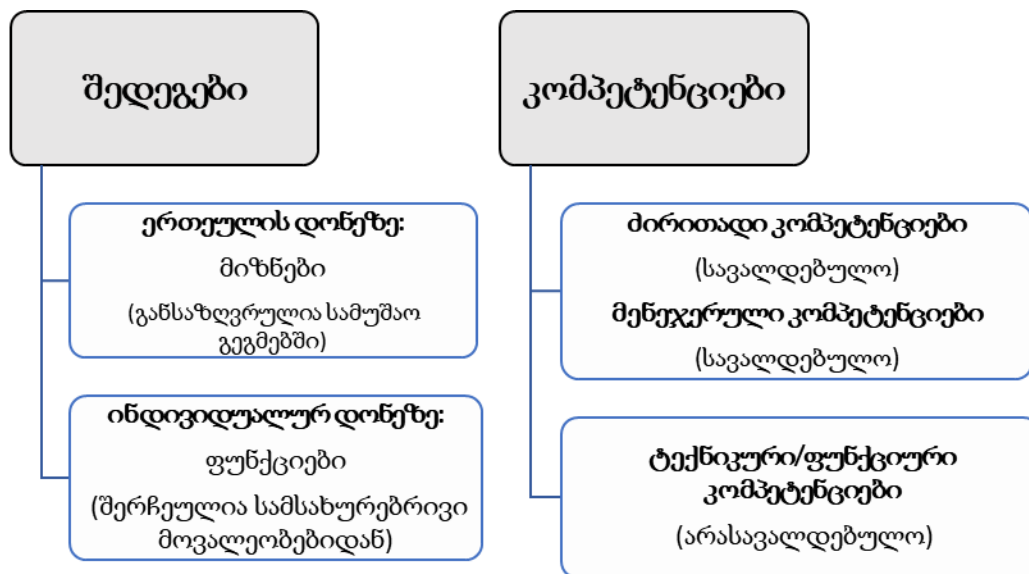 შედეგები
ერთეულის დონეზე:
მიზნები
(განსაზღვრულია სამუშაო
გეგმებში)
ინდივიდუალურ დონეზე:
ფუნქციები
(შერჩეულია სამსახურებრივი
მოვალეობებიდან)
კომპეტენციები
ძირითადი კომპეტენციები
(სავალდებულო)
მენეჯერული კომპეტენციები
(სავალდებულო)
ტექნიკური/ფუნქციური
კომპეტენციები
(არასავალდებულო)